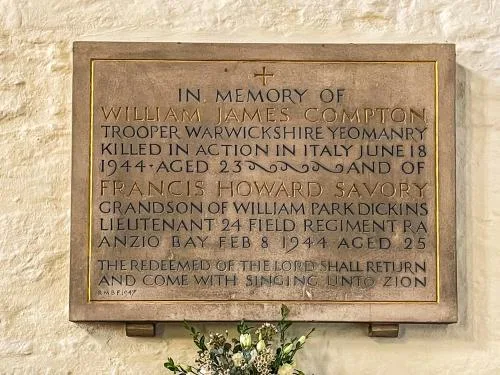 IN MEMORY OF
WILLIAM JAMES COMPTON
TROOPER WARWICKSHIRE YEOMANRY
KILLED IN ACTION IN ITALY JUNE 18
1944 · AGED 23 AND OF
FRANCIS HOWARD SAVORY
GRANDSON OF WILLIAM PARK DICKINS
LIEUTENANT 24 FIELD REGIMENT RA
ANZIO BAY FEB 8 1944 AGED 25
THE REDEEMED OF THE LORD SHALL RETURN
AND COME WITH SINGING UNTO ZION
R.M.B.F. 1947